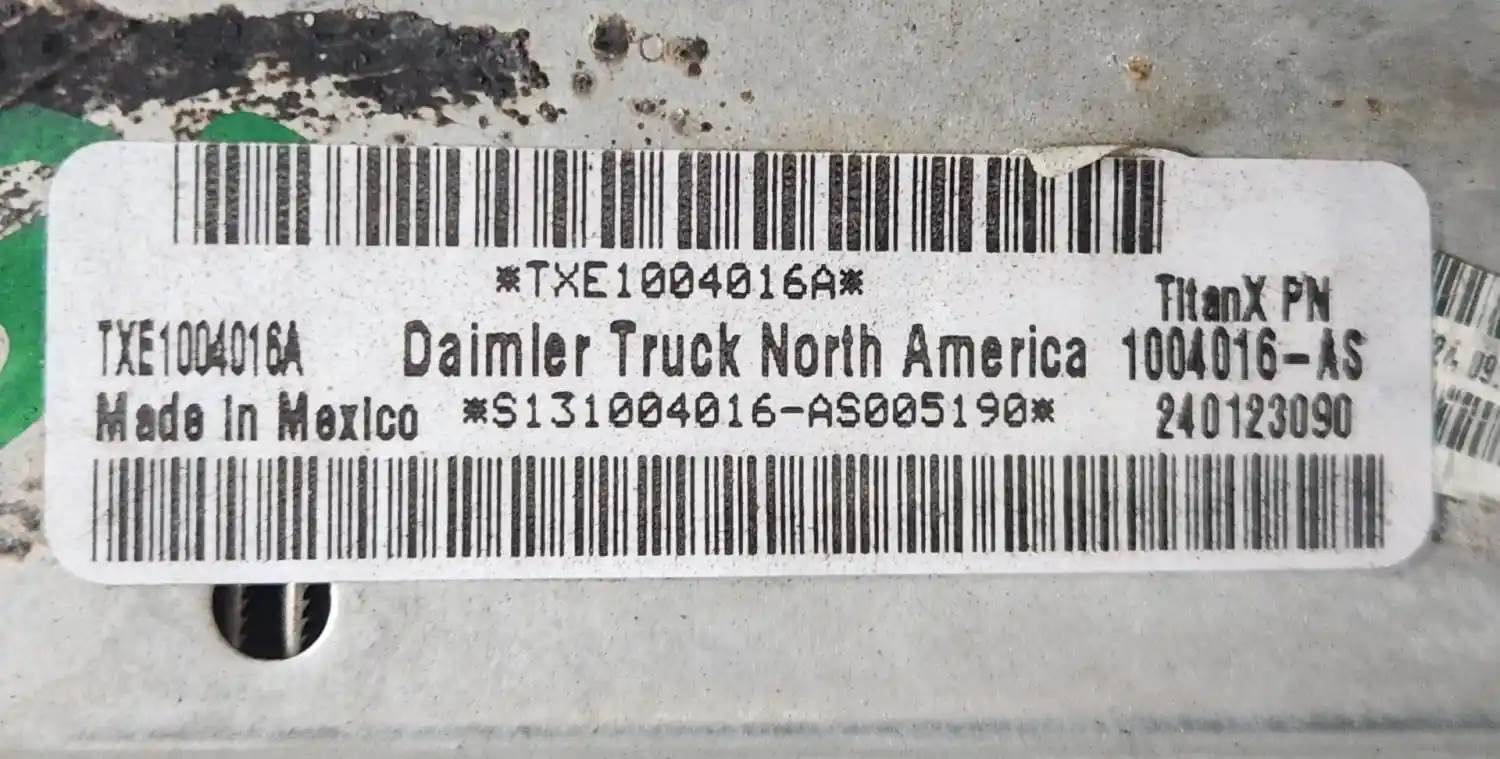 *TXE1004016A*
TitanX PN
TXE1004016A Daimler Truck North America 1004016-AS
Made in Mexico *S131004016-AS005190* 240123090